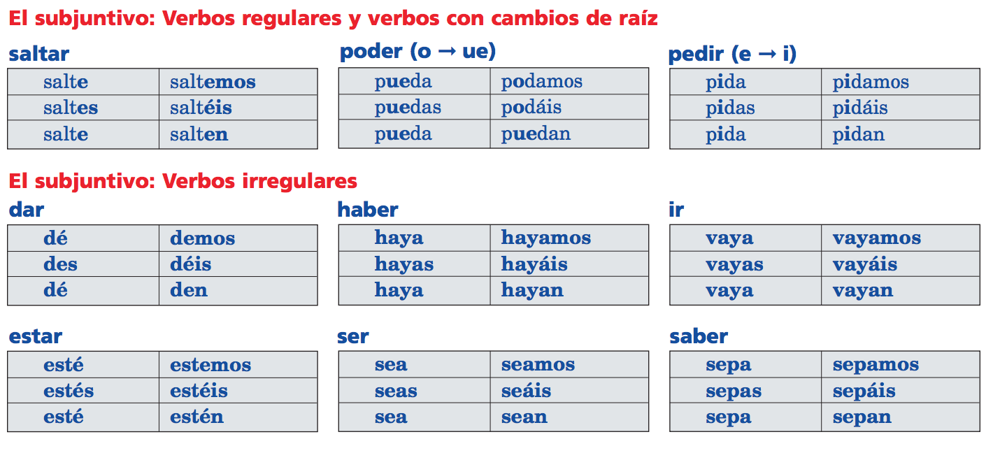 El subjuntivo: Verbos regulares y verbos con cambios de raíz
saltar
salte saltemos
saltes saltéis
salte salten
poder (o → ue)
pueda podamos
puedas podáis
pueda puedan
pedir (e → i)
pida pidamos
pidas pidáis
pida pidan
El subjuntivo: Verbos irregulares
dar
dé demos
des déis
dé den
haber
haya hayamos
hayas hayáis
haya hayan
ir
vaya vayamos
vayas vayáis
vaya vayan
estar
esté estemos
estés estéis
esté estén
ser
sea seamos
seas seáis
sea sean
saber
sepa sepamos
sepas sepáis
sepa sepan